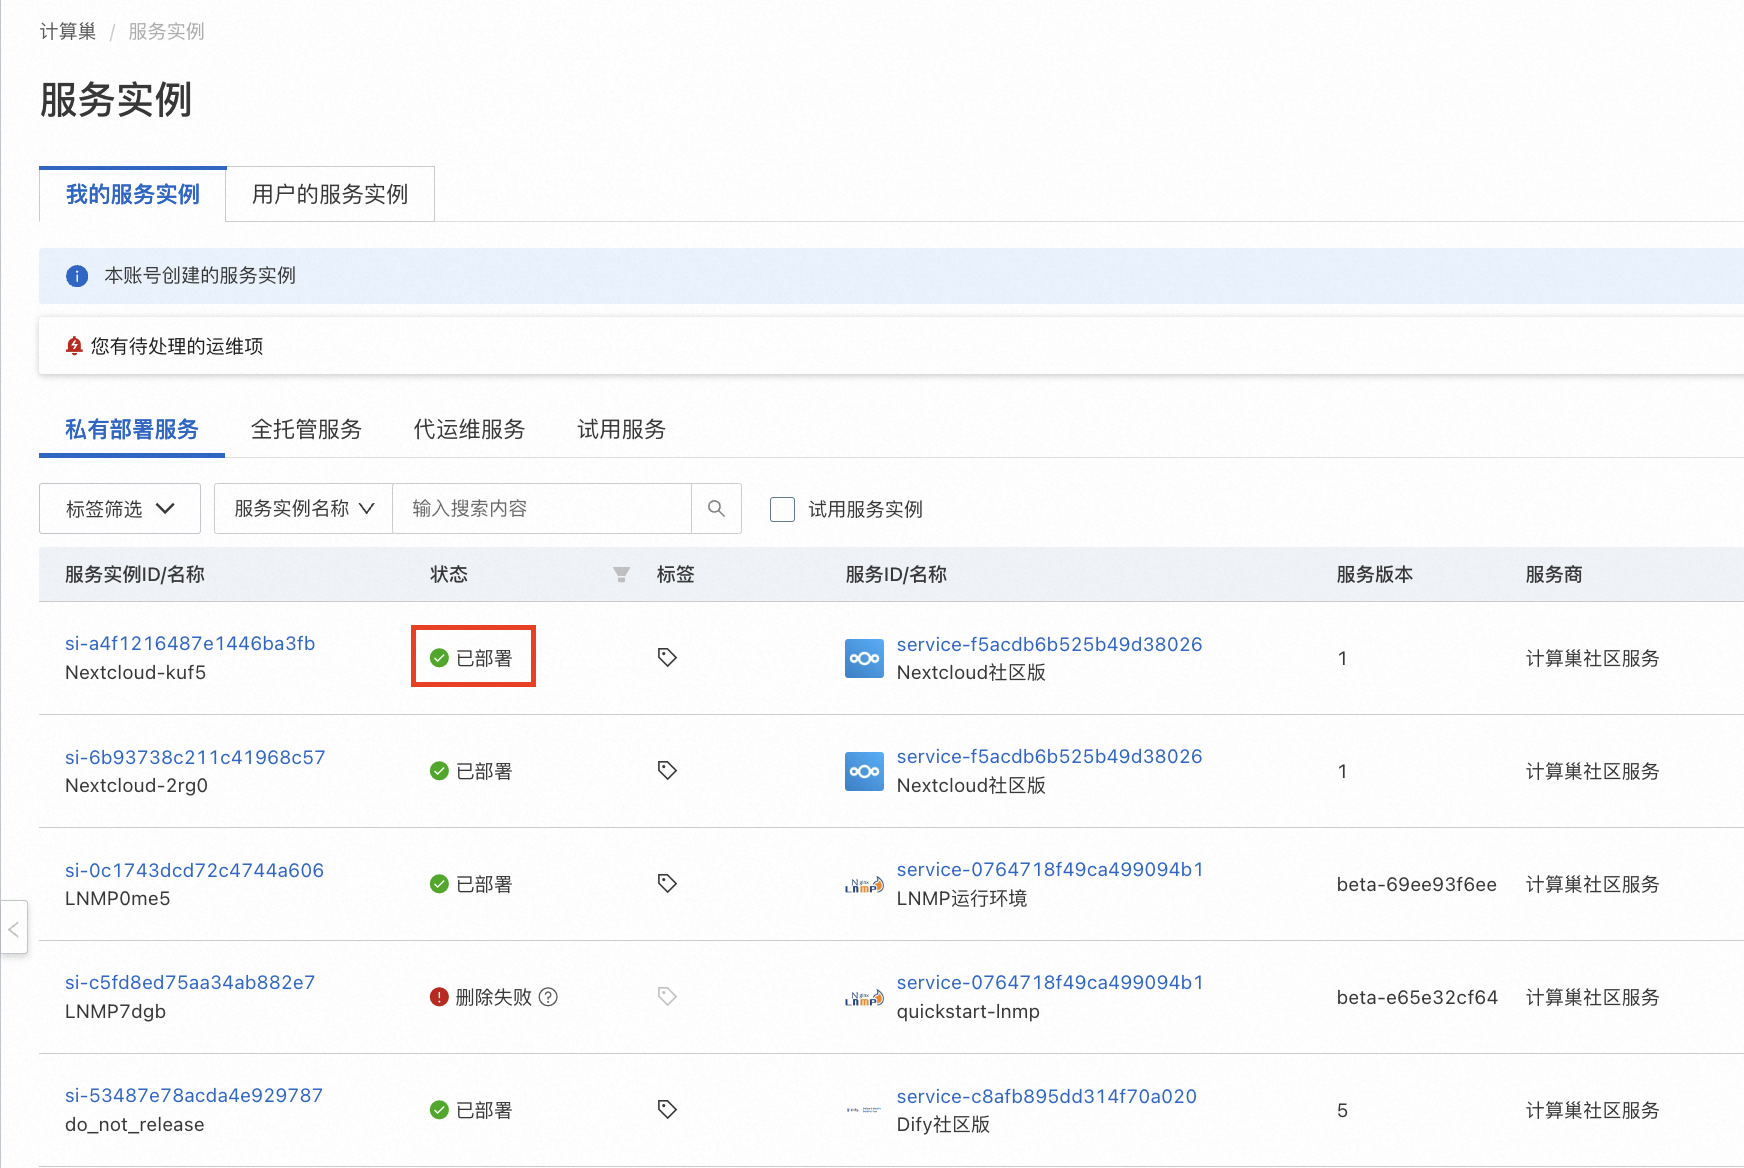 计算巢 / 服务实例
服务实例
我的服务实例 用户的服务实例
本账号创建的服务实例
您有待处理的运维项
私有部署服务 全托管服务 代运维服务 试用服务
标签筛选 服务实例名称 输入搜索内容 试用服务实例
服务实例ID/名称 状态 标签 服务ID/名称 服务版本 服务商
si-a4f1216487e1446ba3fb
Nextcloud-kuf5
已部署
service-f5acdb6b525b49d38026
Nextcloud社区版
1
计算巢社区服务
si-6b93738c211c41968c57
Nextcloud-2rg0
已部署
service-f5acdb6b525b49d38026
Nextcloud社区版
1
计算巢社区服务
si-0c1743dcd72c4744a606
LNMP0me5
已部署
service-0764718f49ca499094b1
LNMP运行环境
beta-69ee93f6ee
计算巢社区服务
si-c5fd8ed75aa34ab882e7
LNMP7dgb
删除失败
service-0764718f49ca499094b1
quickstart-lnmp
beta-e65e32cf64
计算巢社区服务
si-53487e78acda4e929787
do_not_release
已部署
service-c8afb895dd314f70a020
Dify社区版
5
计算巢社区服务